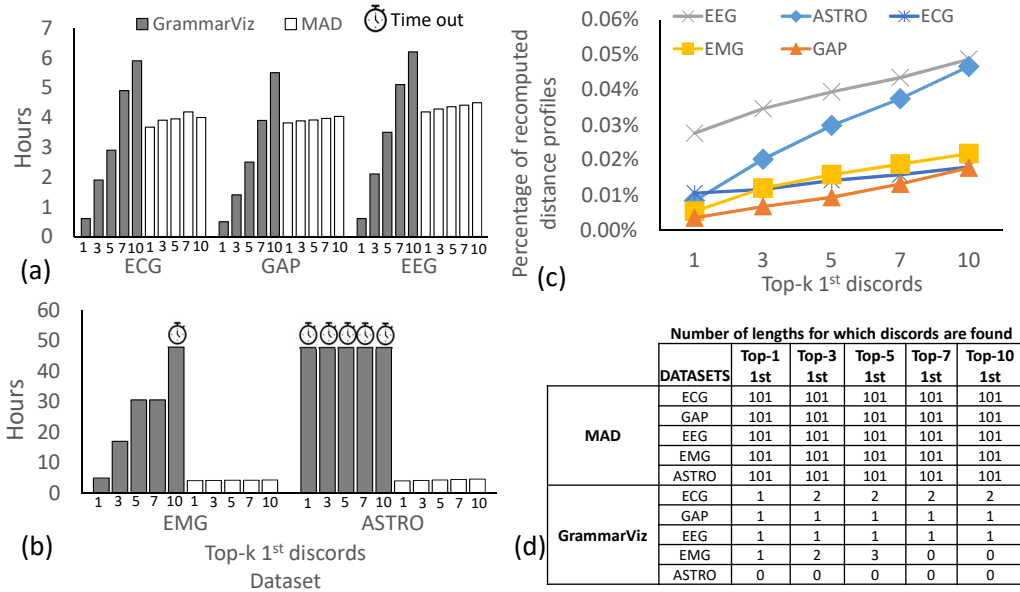 GrammarViz MAD Time out
7
6
5
4
3
2
1
0
Hours
1 3 5 7 10 1 3 5 7 10 1 3 5 7 10 1 3 5 7 10 1 3 5 7 10 1 3 5 7 10
ECG GAP EEG
(a)
60
50
40
30
20
10
0
Hours
1 3 5 7 10 1 3 5 7 10 1 3 5 7 10 1 3 5 7 10
EMG ASTRO
(b)
Top-k 1st discords
Dataset
0.06%
0.05%
0.04%
0.03%
0.02%
0.01%
0.00%
Percentage of recomputed
distance profiles
EEG ASTRO ECG
EMG GAP
1 3 5 7 10
(c)
Top-k 1st discords
Number of lengths for which discords are found
DATASETS Top-1 1st Top-3 1st Top-5 1st Top-7 1st Top-10 1st
MAD
ECG 101 101 101 101 101
GAP 101 101 101 101 101
EEG 101 101 101 101 101
EMG 101 101 101 101 101
ASTRO 101 101 101 101 101
GrammarViz
ECG 1 2 2 2 2
GAP 1 1 1 1 1
EEG 1 1 1 1 1
EMG 1 2 3 0 0
ASTRO 0 0 0 0 0
(d)